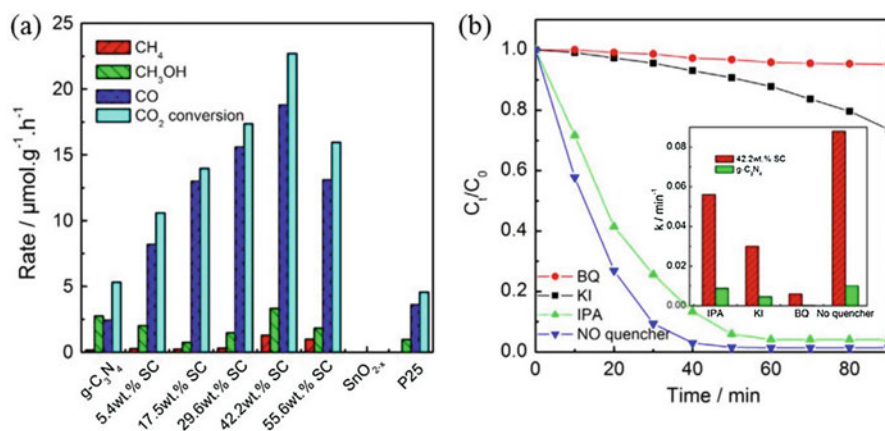 (a)
Rate / μmol.g⁻¹.h⁻¹
25
20
15
10
5
0
CH₄
CH₃OH
CO
CO₂ conversion
g-C₃N₄
5.4wt.% SC
17.5wt.% SC
29.6wt.% SC
42.2wt.% SC
55.6wt.% SC
SnO₂₋ₓ
P25
(b)
Cₜ/C₀
1.0
0.8
0.6
0.4
0.2
0.0
BQ
KI
IPA
NO quencher
0 20 40 60 80
Time / min
k / min⁻¹
0.08
0.06
0.04
0.02
0.00
42.2wt.% SC
g-C₃N₄
IPA KI BQ No quencher